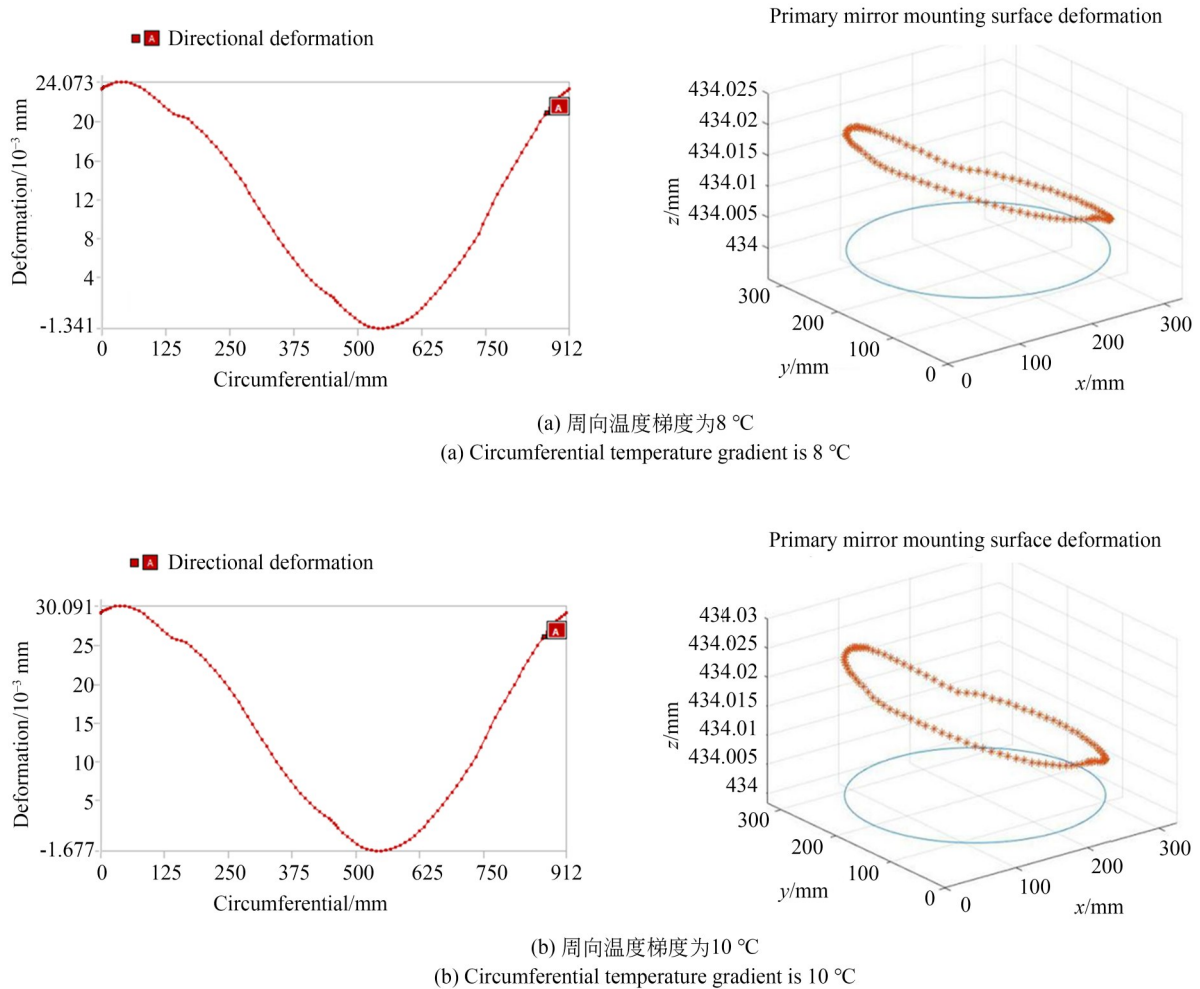 A Directional deformation
24.073
20
16
12
8
4
-1.341
Deformation/10⁻³ mm
A
0 125 250 375 500 625 750 912
Circumferential/mm
Primary mirror mounting surface deformation
434.025
434.02
434.015
434.01
434.005
434
z/mm
300
200
100
0
y/mm
0
100
200
300
x/mm
(a) 周向温度梯度为8 ℃
(a) Circumferential temperature gradient is 8 ℃
A Directional deformation
30.091
25
20
15
10
5
-1.677
Deformation/10⁻³ mm
A
0 125 250 375 500 625 750 912
Circumferential/mm
Primary mirror mounting surface deformation
434.03
434.025
434.02
434.015
434.01
434.005
434
z/mm
300
200
100
0
y/mm
0
100
200
300
x/mm
(b) 周向温度梯度为10 ℃
(b) Circumferential temperature gradient is 10 ℃